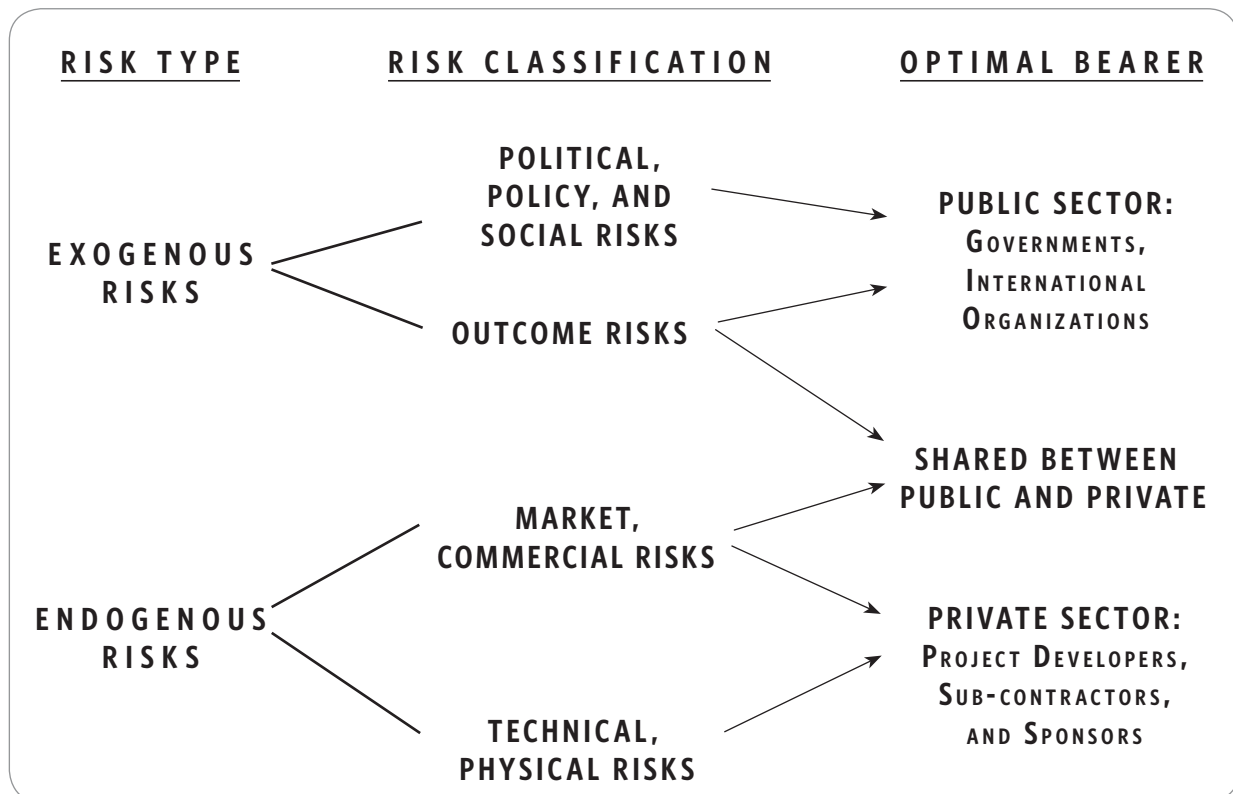 RISK TYPE
RISK CLASSIFICATION
OPTIMAL BEARER
EXOGENOUS
RISKS
POLITICAL,
POLICY, AND
SOCIAL RISKS
OUTCOME RISKS
PUBLIC SECTOR:
GOVERNMENTS,
INTERNATIONAL
ORGANIZATIONS
SHARED BETWEEN
PUBLIC AND PRIVATE
ENDOGENOUS
RISKS
MARKET,
COMMERCIAL RISKS
TECHNICAL,
PHYSICAL RISKS
PRIVATE SECTOR:
PROJECT DEVELOPERS,
SUB-CONTRACTORS,
AND SPONSORS